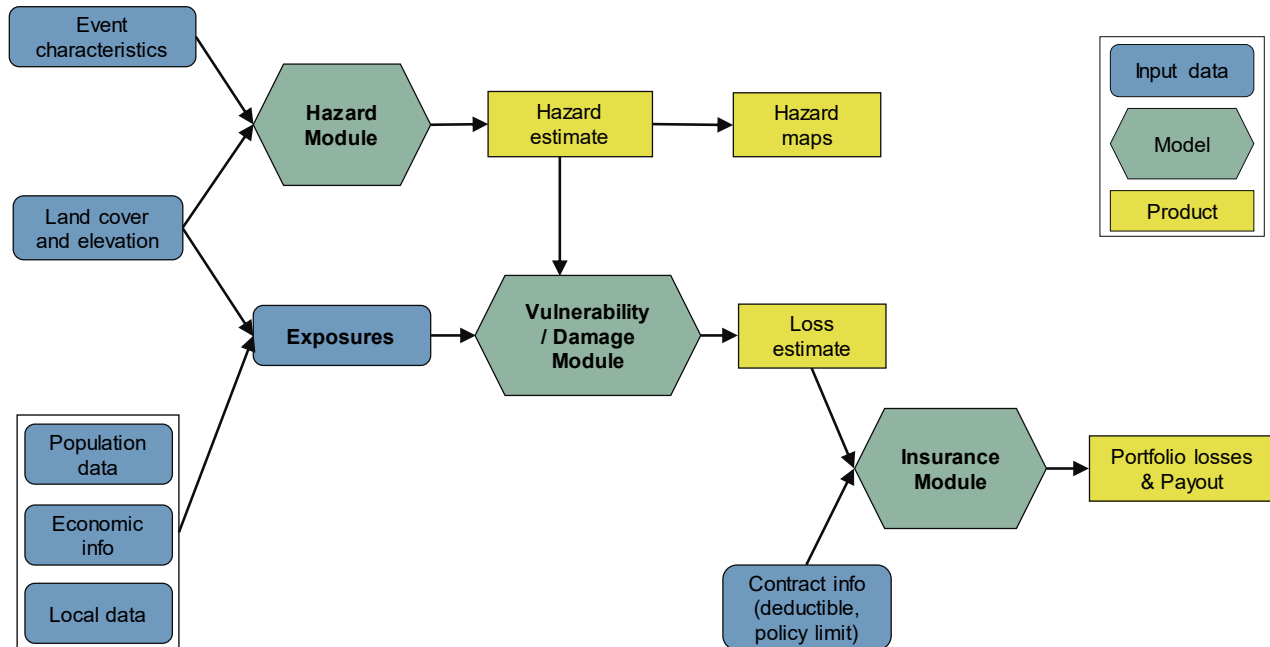 Event
characteristics
Hazard
Module
Hazard
estimate
Hazard
maps
Input data
Model
Product
Land cover
and elevation
Exposures
Vulnerability
/ Damage
Module
Loss
estimate
Population
data
Economic
info
Local data
Insurance
Module
Portfolio losses
& Payout
Contract info
(deductible,
policy limit)